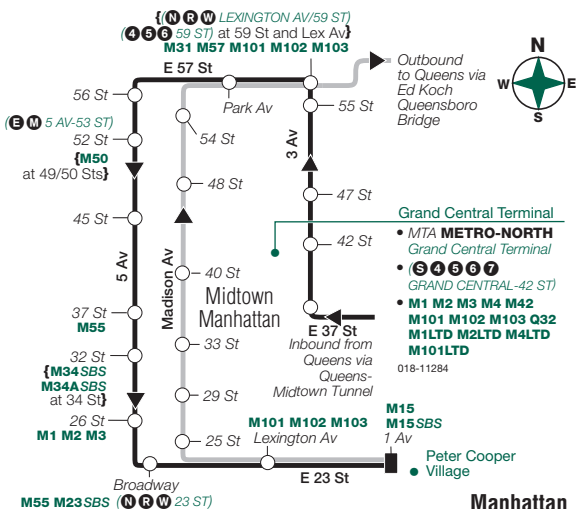 {(N R W LEXINGTON AV/59 ST)
(4 5 6 59 ST) at 59 St and Lex Av}
M31 M57 M101 M102 M103
E 57 St
Park Av
Outbound
to Queens via
Ed Koch
Queensboro
Bridge
N
W
E
S
56 St
(E M 5 AV-53 ST)
52 St
{M50
at 49/50 Sts}
45 St
5 Av
37 St
M55
32 St
{M34SBS
M34ASBS
at 34 St}
26 St
M1 M2 M3
54 St
48 St
Madison Av
40 St
33 St
29 St
25 St
Midtown
Manhattan
55 St
3 Av
47 St
42 St
E 37 St
Inbound from
Queens via
Queens-
Midtown Tunnel
Grand Central Terminal
• MTA METRO-NORTH
Grand Central Terminal
• (S 4 5 6 7
GRAND CENTRAL-42 ST)
• M1 M2 M3 M4 M42
M101 M102 M103 Q32
M1LTD M2LTD M4LTD
M101LTD
018-11284
M101 M102 M103
Lexington Av
M15
M15SBS
1 Av
E 23 St
Peter Cooper
Village
Broadway
M55 M23SBS (N R W 23 ST)
Manhattan